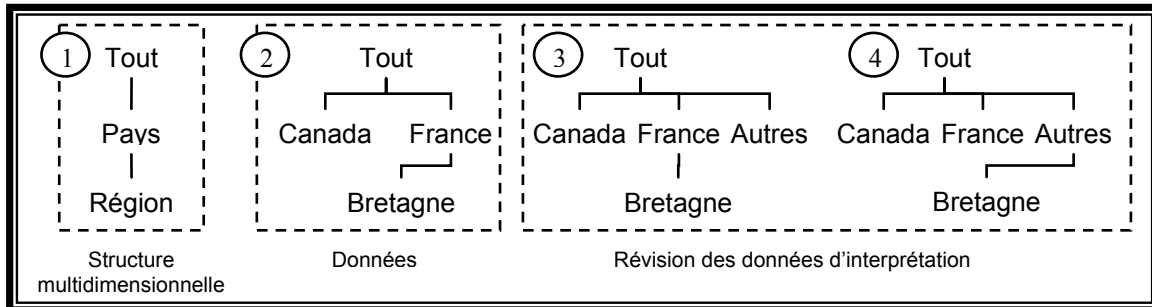 1 Tout
Pays
Région
Structure
multidimensionnelle
2 Tout
Canada France
Bretagne
Données
3 Tout
Canada France Autres
Bretagne
4 Tout
Canada France Autres
Bretagne
Révision des données d’interprétation